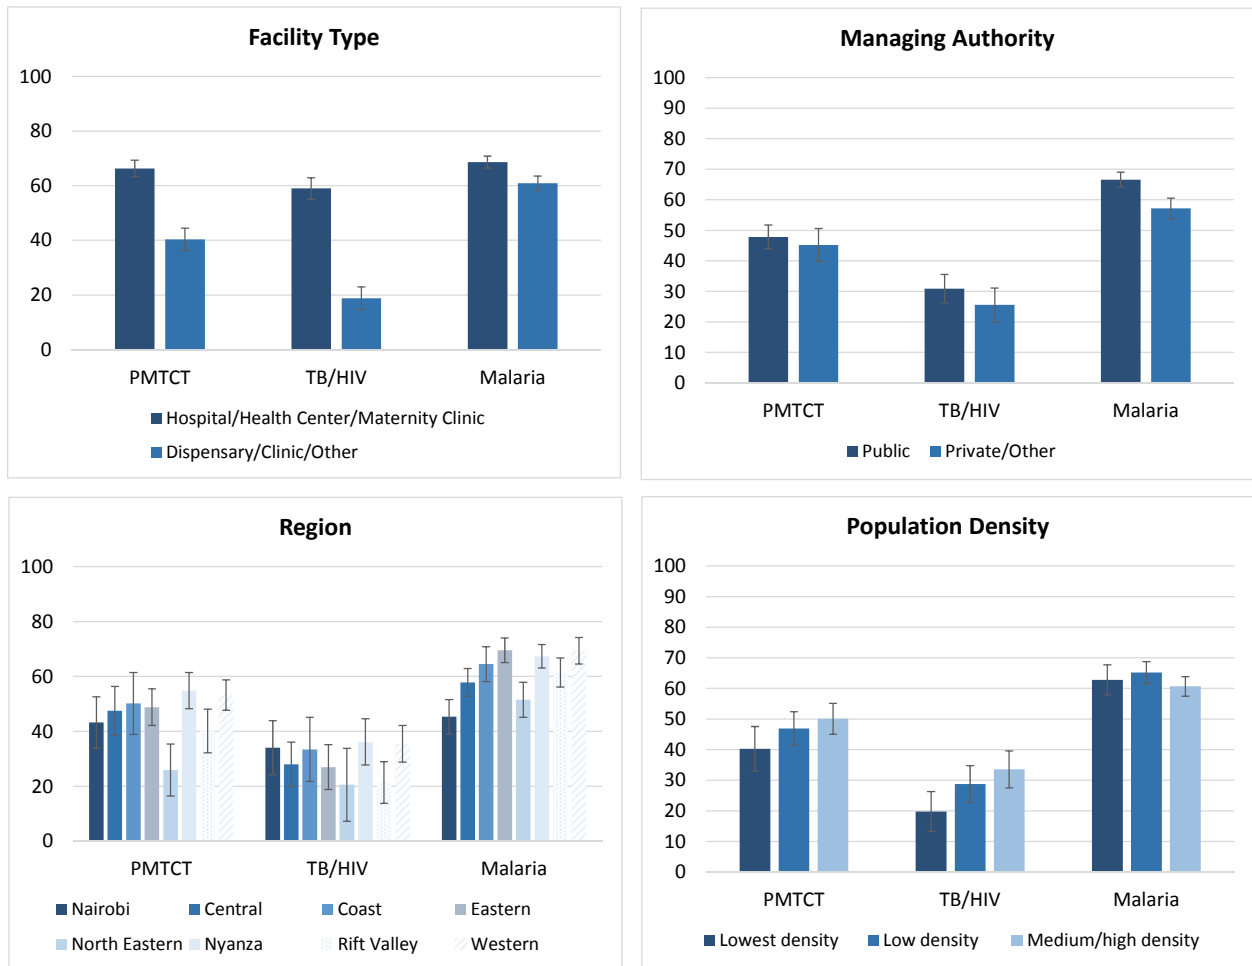 Facility Type
100
80
60
40
20
0
PMTCT TB/HIV Malaria
Hospital/Health Center/Maternity Clinic
Dispensary/Clinic/Other
Managing Authority
100
90
80
70
60
50
40
30
20
10
0
PMTCT TB/HIV Malaria
Public Private/Other
Region
100
80
60
40
20
0
PMTCT TB/HIV Malaria
Nairobi Central Coast Eastern
North Eastern Nyanza Rift Valley Western
Population Density
100
90
80
70
60
50
40
30
20
10
0
PMTCT TB/HIV Malaria
Lowest density Low density Medium/high density